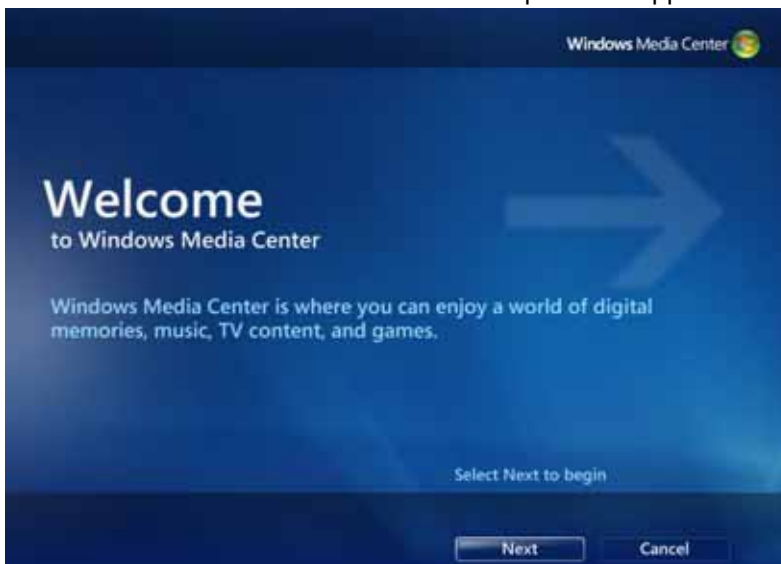 Windows Media Center
Welcome
to Windows Media Center
Windows Media Center is where you can enjoy a world of digital
memories, music, TV content, and games.
Select Next to begin
Next
Cancel